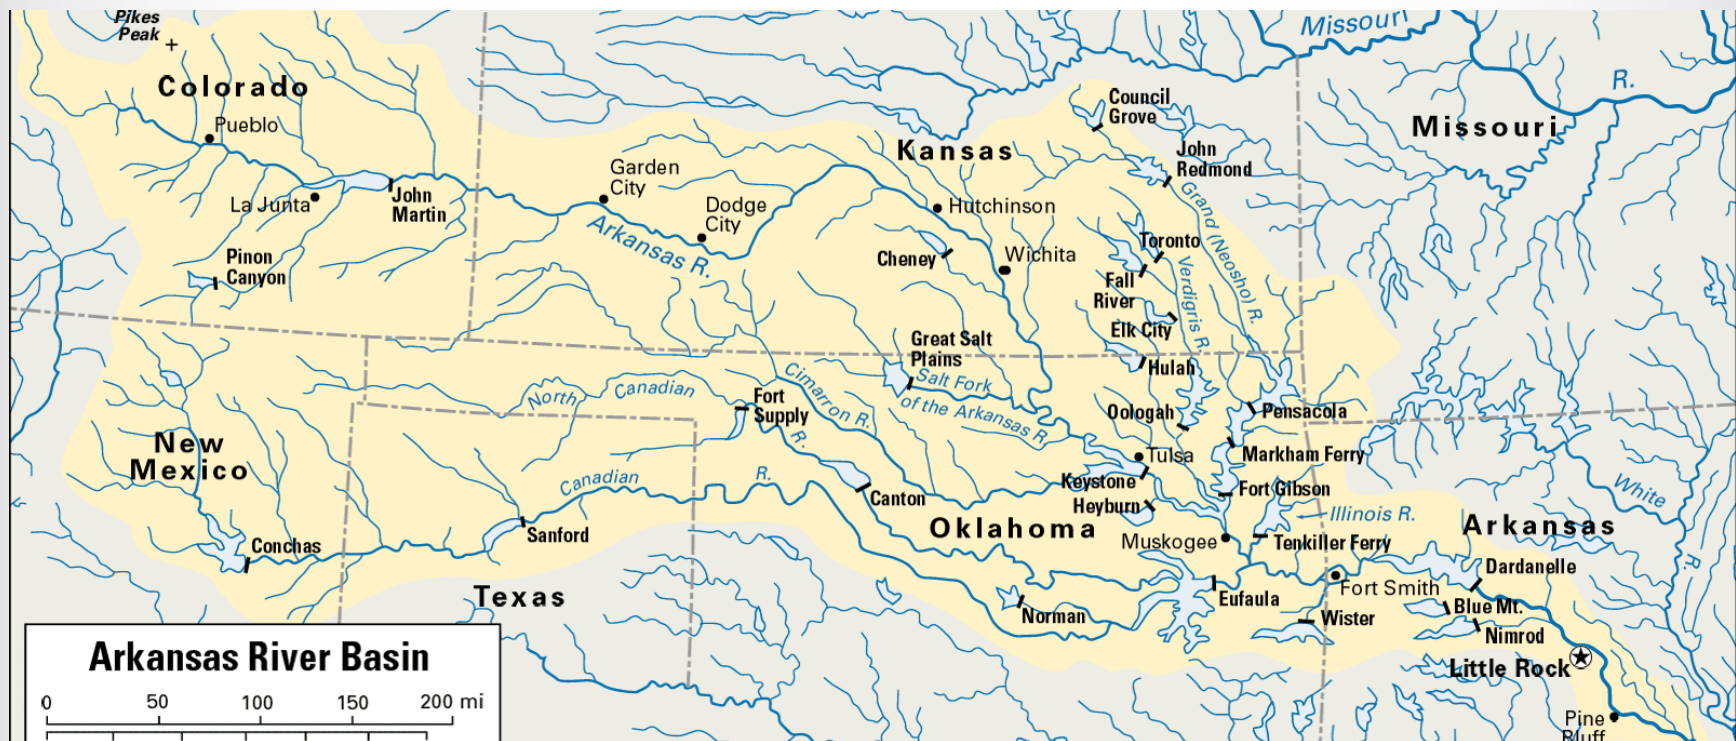 Pikes
Peak
Colorado
Pueblo
La Junta
John
Martin
Pinon
Canyon
Garden
City
Dodge
City
Arkansas R.
Kansas
Hutchinson
Wichita
Cheney
Council
Grove
John
Redmond
Grand (Neosho) R.
Toronto
Verdigris R.
Fall
River
Elk City
Hulah
Missouri
R.
Missouri
Great Salt
Plains
Salt Fork
of the Arkansas R.
Cimarron R.
North Canadian
R.
Fort
Supply
Canadian
R.
Oologah
Pensacola
Tulsa
Markham Ferry
Keystone
Heyburn
Fort Gibson
Canton
Oklahoma
Illinois R.
Muskogee
Tenkiller Ferry
New
Mexico
Conchas
Sanford
Texas
Norman
Eufaula
Fort Smith
Wister
Arkansas
White
R.
Dardanelle
Blue Mt.
Nimrod
Little Rock
Pine
Bluff
Arkansas River Basin
0 50 100 150 200 mi